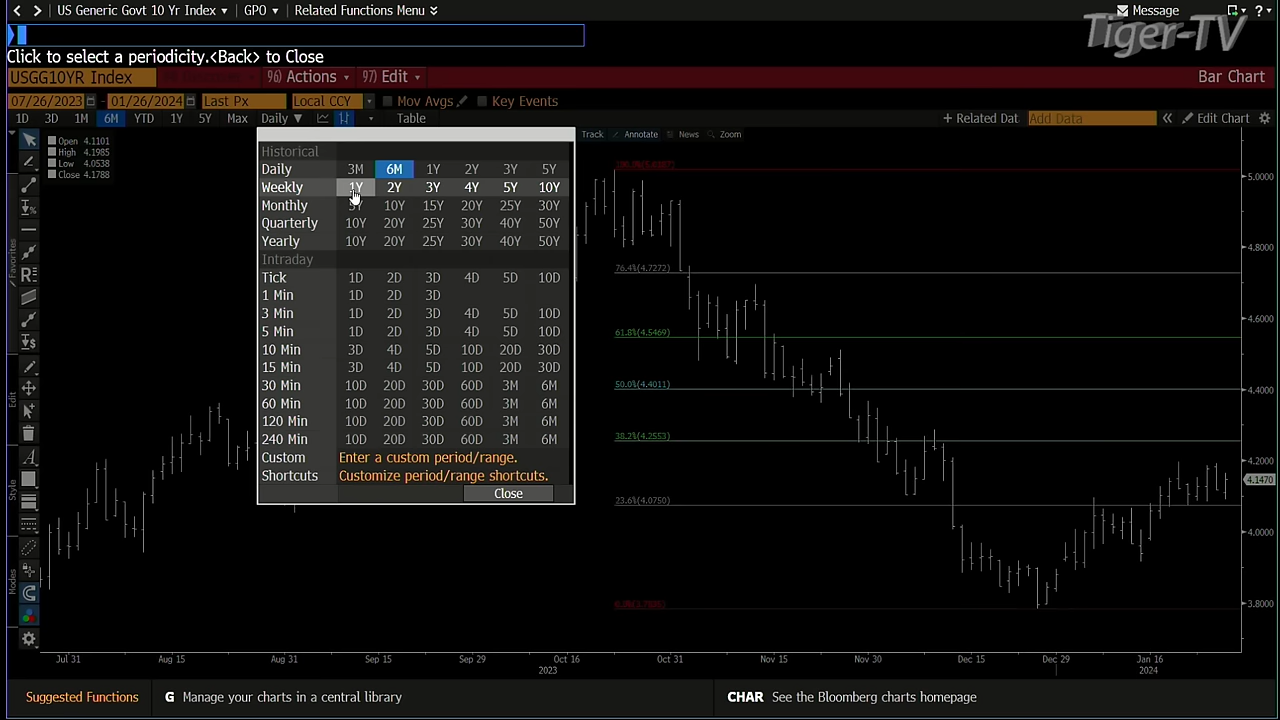 US Generic Govt 10 Yr Index GPO Related Functions Menu Message ?
Tiger-TV
Click to select a periodicity.<Back> to Close
USGG10YR Index 96) Actions 97) Edit Bar Chart
07/26/2023 - 01/26/2024 Last Px Local CCY Mov Avgs Key Events
1D 3D 1M 6M YTD 1Y 5Y Max Daily ▼ Table + Related Dat Add Data « Edit Chart
Track Annotate News Zoom
Open 4.1101
High 4.1985
Low 4.0538
Close 4.1788
Historical
Daily 3M 6M 1Y 2Y 3Y 5Y
Weekly 1Y 2Y 3Y 4Y 5Y 10Y
Monthly 5Y 10Y 15Y 20Y 25Y 30Y
Quarterly 10Y 20Y 25Y 30Y 40Y 50Y
Yearly 10Y 20Y 25Y 30Y 40Y 50Y
Intraday
Tick 1D 2D 3D 4D 5D 10D
1 Min 1D 2D 3D
3 Min 1D 2D 3D 4D 5D 10D
5 Min 1D 2D 3D 4D 5D 10D
10 Min 3D 4D 5D 10D 20D 30D
15 Min 3D 4D 5D 10D 20D 30D
30 Min 10D 20D 30D 60D 3M 6M
60 Min 10D 20D 30D 60D 3M 6M
120 Min 10D 20D 30D 60D 3M 6M
240 Min 10D 20D 30D 60D 3M 6M
Custom Enter a custom period/range.
Shortcuts Customize period/range shortcuts.
Close
76.4%(4.7272)
61.8%(4.5469)
50.0%(4.4011)
38.2%(4.2553)
23.6%(4.0750)
5.0000
4.8000
4.6000
4.4000
4.2000
4.1470
4.0000
3.8000
Favorites
Edit
Style
Modes
Jul 31 Aug 15 Aug 31 Sep 15 Sep 29 Oct 16 Oct 31 Nov 15 Nov 30 Dec 15 Dec 29 Jan 16
2023 2024
Suggested Functions G Manage your charts in a central library CHAR See the Bloomberg charts homepage